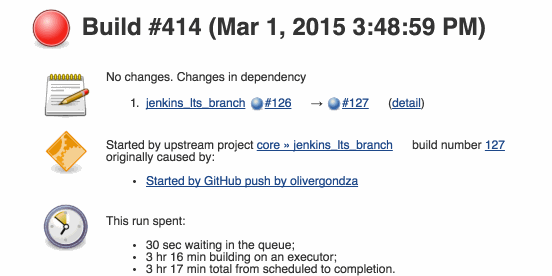 Build #414 (Mar 1, 2015 3:48:59 PM)
No changes. Changes in dependency
1. jenkins_lts_branch #126 → #127 (detail)
Started by upstream project core » jenkins_lts_branch build number 127
originally caused by:
• Started by GitHub push by olivergondza
This run spent:
• 30 sec waiting in the queue;
• 3 hr 16 min building on an executor;
• 3 hr 17 min total from scheduled to completion.